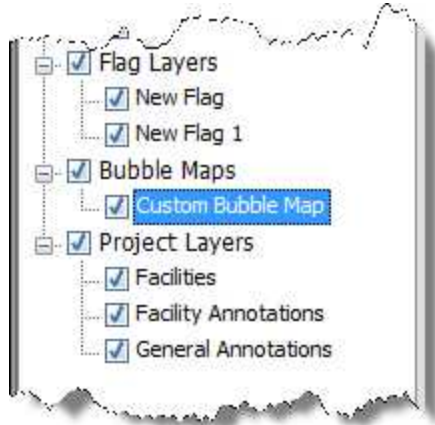 Flag Layers
New Flag
New Flag 1
Bubble Maps
Custom Bubble Map
Project Layers
Facilities
Facility Annotations
General Annotations